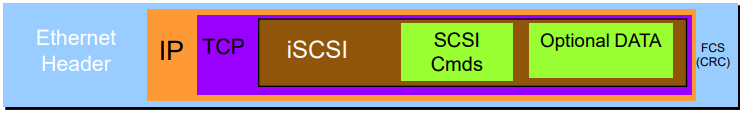 Ethernet
Header
IP
TCP
iSCSI
SCSI
Cmds
Optional DATA
FCS
(CRC)